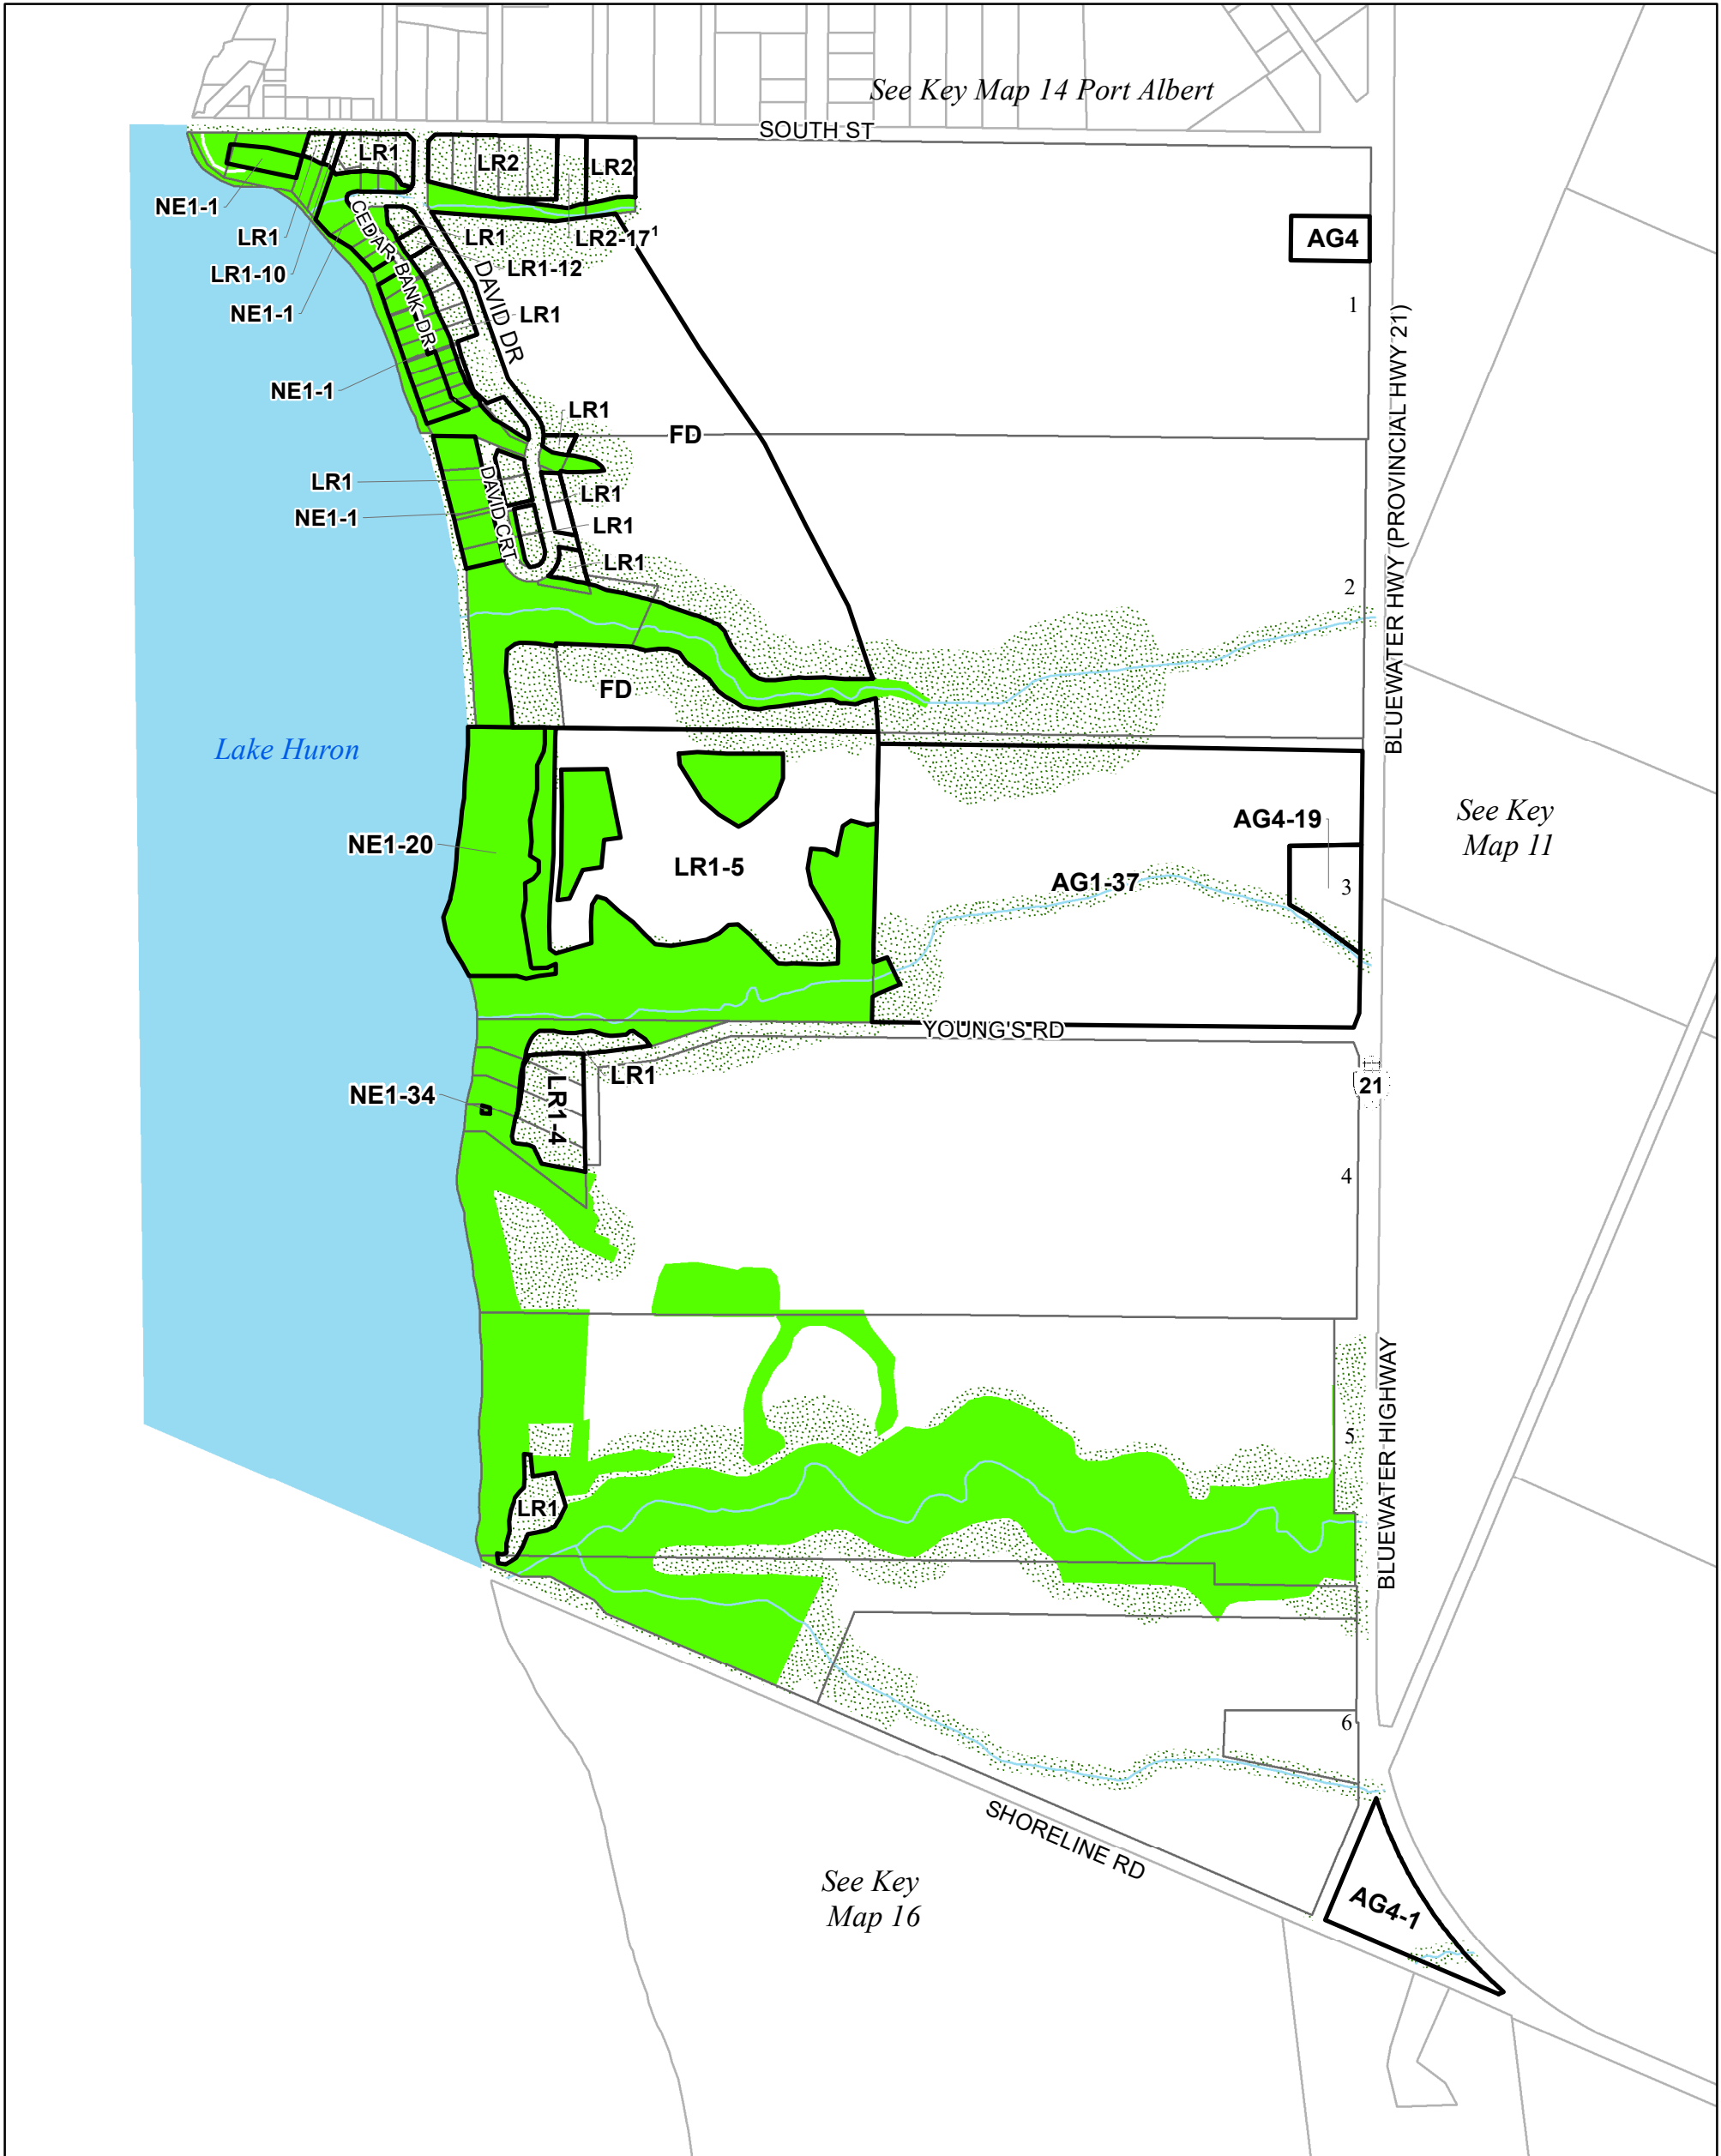 See Key Map 14 Port Albert
SOUTH ST
LR1
LR2
LR2
NE1-1
LR1
LR1
LR2-17¹
AG4
LR1-10
LR1-12
NE1-1
CEDAR BANK DR
DAVID DR
LR1
1
NE1-1
LR1
FD
BLUEWATER HWY (PROVINCIAL HWY 21)
LR1
NE1-1
DAVID CRT
LR1
LR1
LR1
2
FD
Lake Huron
See Key
Map 11
NE1-20
LR1-5
AG4-19
AG1-37
3
YOUNG'S RD
NE1-34
LR1-4
LR1
21
4
BLUEWATER HIGHWAY
5
LR1
6
SHORELINE RD
See Key
Map 16
AG4-1